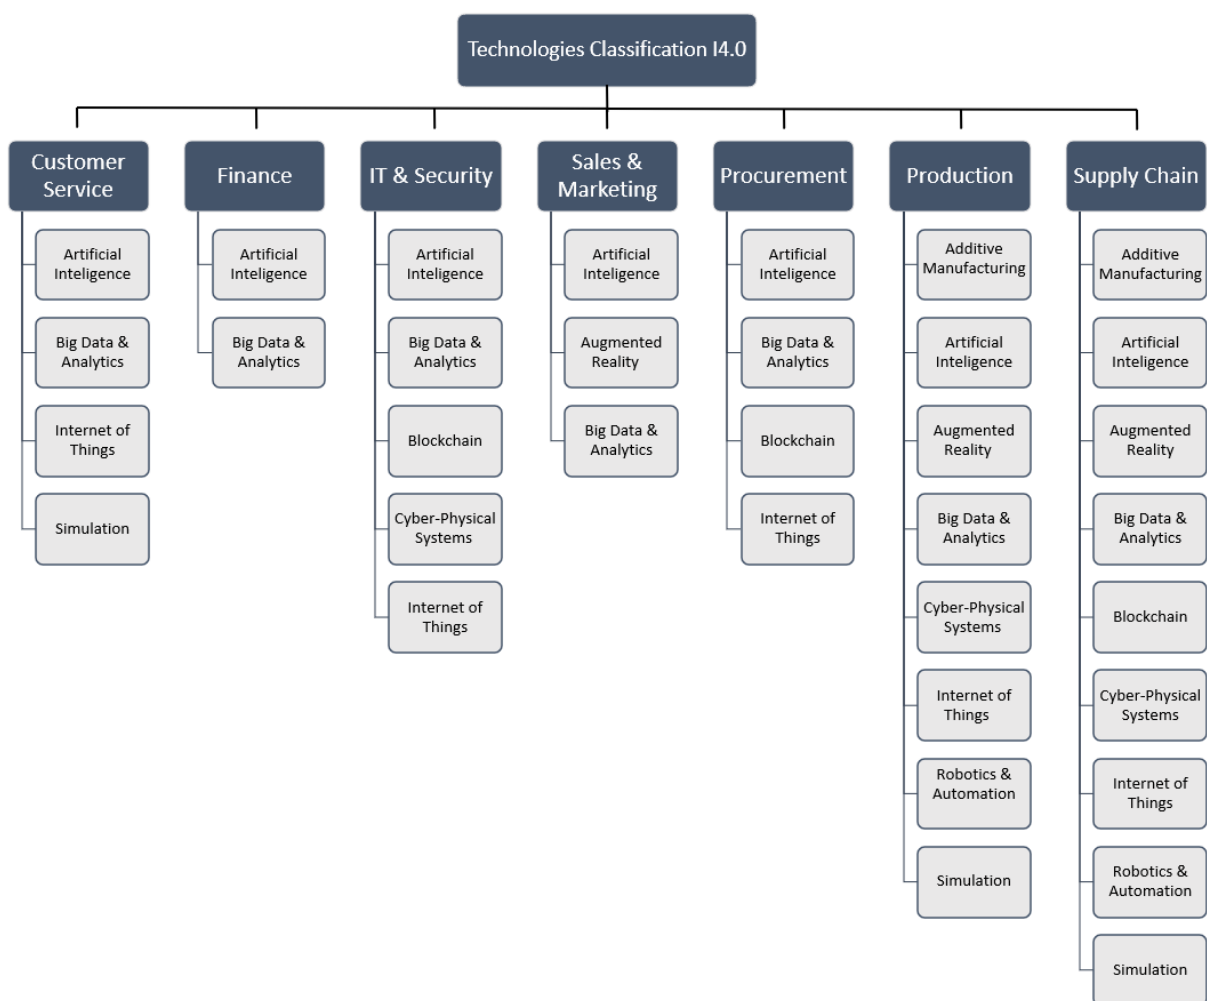 Technologies Classification I4.0
Customer
Service
Artificial
Inteligence
Big Data &
Analytics
Internet of
Things
Simulation
Finance
Artificial
Inteligence
Big Data &
Analytics
IT & Security
Artificial
Inteligence
Big Data &
Analytics
Blockchain
Cyber-Physical
Systems
Internet of
Things
Sales &
Marketing
Artificial
Inteligence
Augmented
Reality
Big Data &
Analytics
Procurement
Artificial
Inteligence
Big Data &
Analytics
Blockchain
Internet of
Things
Production
Additive
Manufacturing
Artificial
Inteligence
Augmented
Reality
Big Data &
Analytics
Cyber-Physical
Systems
Internet of
Things
Robotics &
Automation
Simulation
Supply Chain
Additive
Manufacturing
Artificial
Inteligence
Augmented
Reality
Big Data &
Analytics
Blockchain
Cyber-Physical
Systems
Internet of
Things
Robotics &
Automation
Simulation